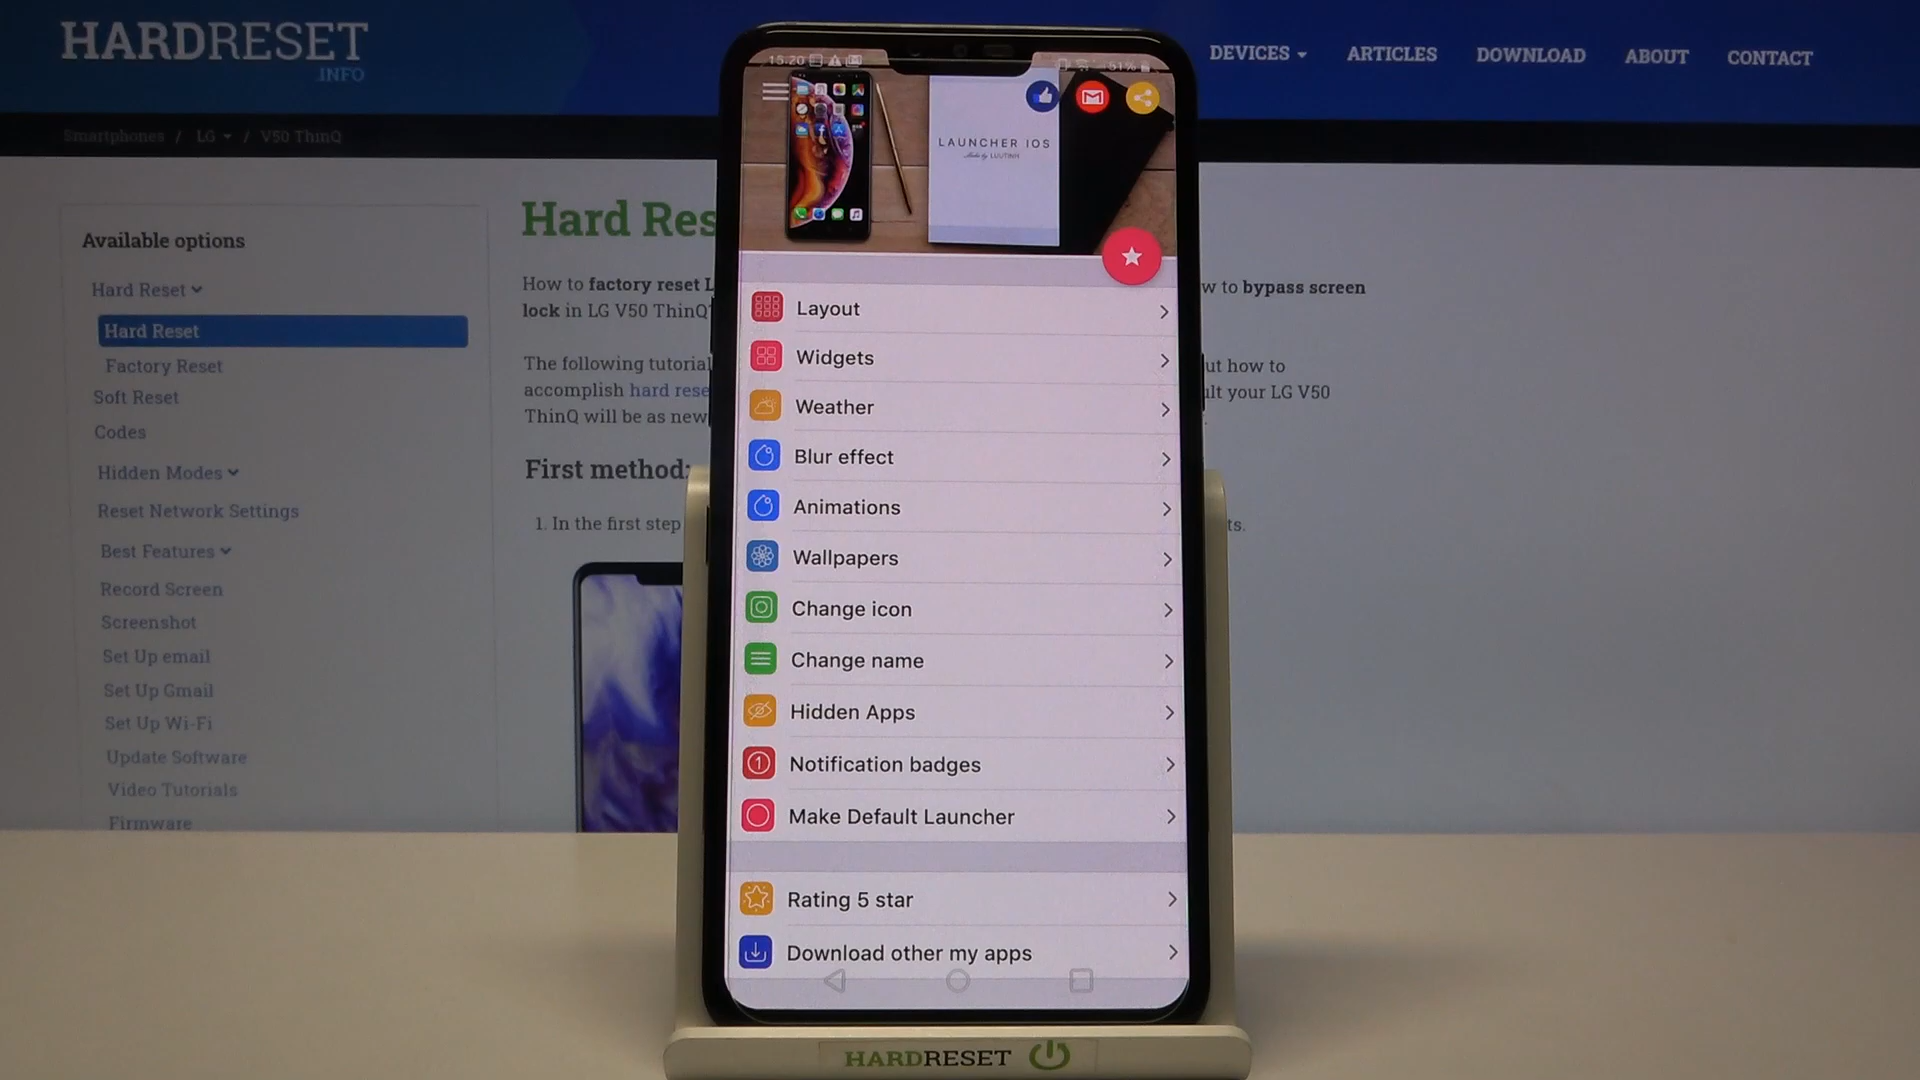 HARDRESET
.INFO
DEVICES
ARTICLES
DOWNLOAD
ABOUT
CONTACT
Smartphones / LG / V50 ThinQ
Available options
Hard Reset
Hard Reset
Factory Reset
Soft Reset
Codes
Hidden Modes
Reset Network Settings
Best Features
Record Screen
Screenshot
Set Up email
Set Up Gmail
Set Up Wi-Fi
Update Software
Video Tutorials
Firmware
Hard Res
How to factory reset L
w to bypass screen
lock in LG V50 ThinQ
The following tutorial
ut how to
accomplish hard rese
ult your LG V50
ThinQ will be as new
First method:
1. In the first step
ts.
15.20
51%
LAUNCHER IOS
LUUTINH
Layout
Widgets
Weather
Blur effect
Animations
Wallpapers
Change icon
Change name
Hidden Apps
1
Notification badges
Make Default Launcher
Rating 5 star
Download other my apps
HARDRESET